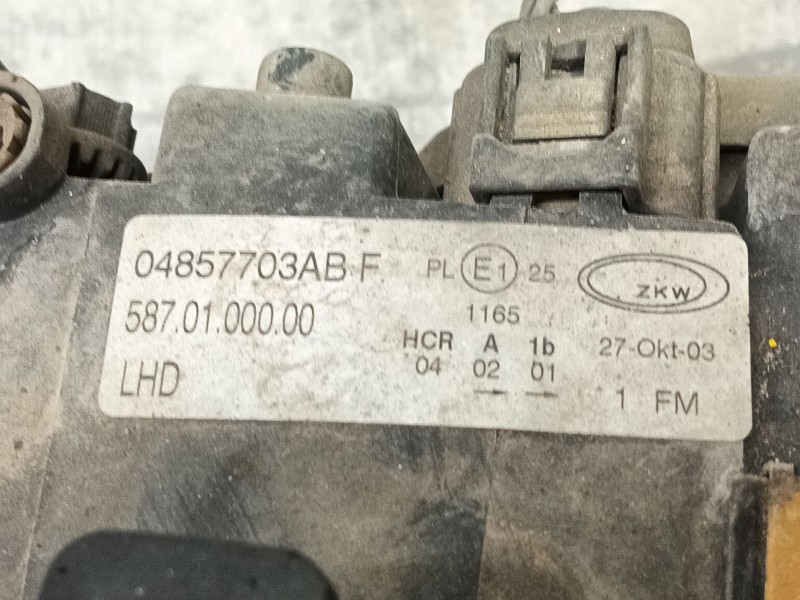 04857703AB F PL E1 25 ZKW
587.01.000.00 1165
HCR A 1b 27-Okt-03
LHD 04 02 01 1 FM
→ →